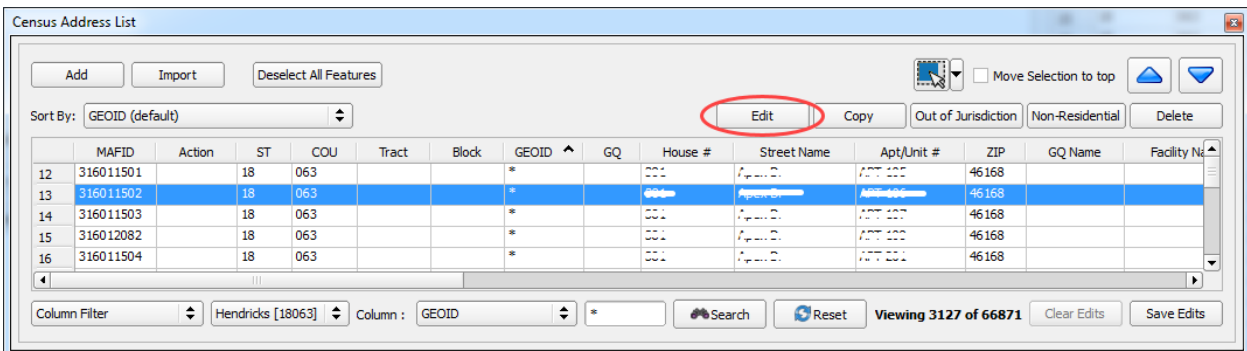 Census Address List
Add Import Deselect All Features Move Selection to top
Sort By: GEOID (default) Edit Copy Out of Jurisdiction Non-Residential Delete
MAFID Action ST COU Tract Block GEOID GQ House # Street Name Apt/Unit # ZIP GQ Name Facility Na
12 316011501 18 063 * 46168
13 316011502 18 063 * 46168
14 316011503 18 063 * 46168
15 316012082 18 063 * 46168
16 316011504 18 063 * 46168
Column Filter Hendricks [18063] Column : GEOID * Search Reset Viewing 3127 of 66871 Clear Edits Save Edits